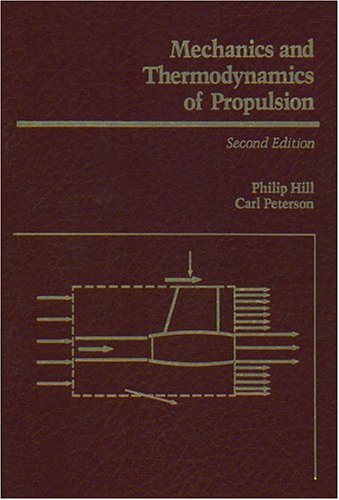 Mechanics and
Thermodynamics
of Propulsion
Second Edition
Philip Hill
Carl Peterson